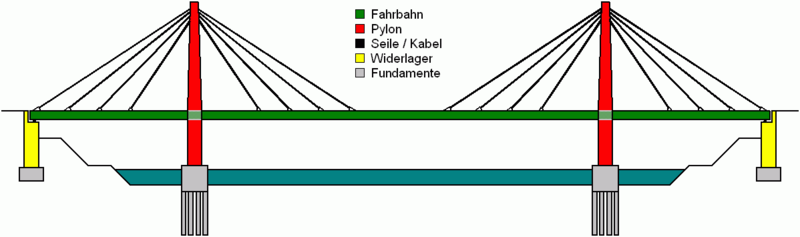 Fahrbahn
Pylon
Seile / Kabel
Widerlager
Fundamente